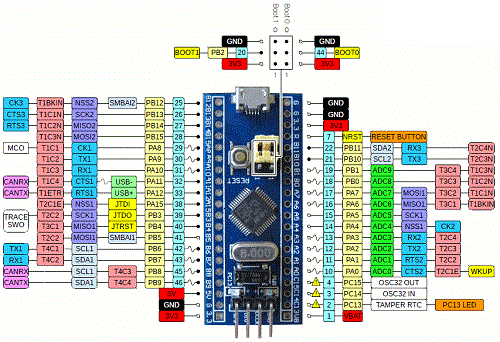 Boot 1 Boot 0
GND GND
BOOT1 PB2 20 44 BOOT0
3V3 3V3
1 1
CK3 T1BKIN NSS2 SMBAI2 PB12 25 GND
CTS3 T1C1N SCK2 PB13 26 GND
RTS3 T1C2N MISO2 PB14 27 3V3
T1C3N MOSI2 PB15 28 7 NRST RESET BUTTON
MCO T1C1 CK1 PA8 29 22 PB11 SDA2 RX3 T2C4
T1C2 TX1 PA9 30 21 PB10 SCL2 TX3 T2C3
T1C3 RX1 PA10 31 19 PB1 ADC9 T3C4 T1C3N
CANRX T1C4 CTS1 USB- PA11 32 18 PB0 ADC8 T3C3 T1C2N
CANTX T1ETR RTS1 USB+ PA12 33 17 PA7 ADC7 MOSI1 T3C2 T1C1N
T2C1E NSS1 JTDI PA15 38 16 PA6 ADC6 MISO1 T3C1 T1BKIN
TRACE SWO T2C2 SCK1 JTDO PB3 39 15 PA5 ADC5 SCK1
T3C1 MISO1 JTRST PB4 40 14 PA4 ADC4 NSS1 CK2
T3C2 MOSI1 SMBAI1 PB5 41 13 PA3 ADC3 RX2 T2C4
TX1 T4C1 SCL1 PB6 42 12 PA2 ADC2 TX2 T2C3
RX1 T4C2 SDA1 PB7 43 11 PA1 ADC1 RTS2 T2C2
CANRX SCL1 T4C3 PB8 45 10 PA0 ADC0 CTS2 T2C1E WKUP
CANTX SDA1 T4C4 PB9 46 4 PC15 OSC32 OUT
5V 3 PC14 OSC32 IN
GND 2 PC13 TAMPER RTC PC13 LED
3V3 1 VBAT
RESET
8.000